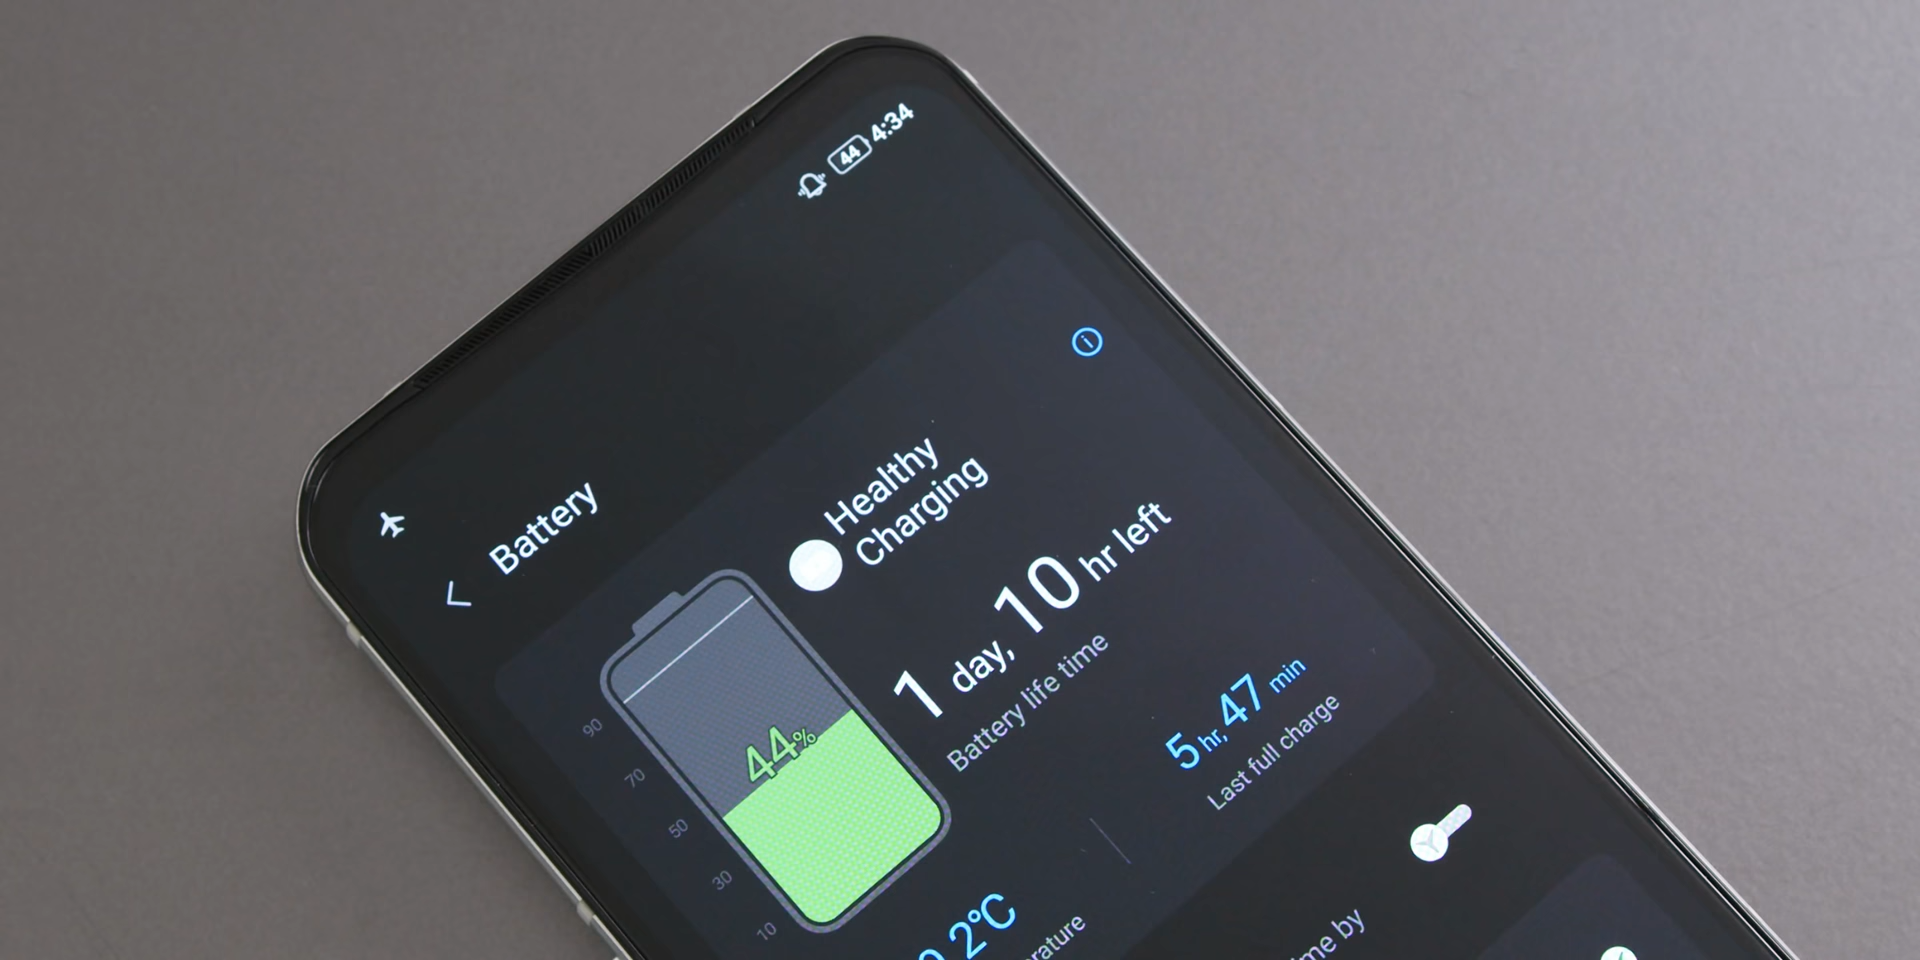 44 4:34
Battery
Healthy
Charging
1 day, 10 hr left
Battery life time
44%
90
70
50
30
10
5 hr, 47 min
Last full charge
2°C
by